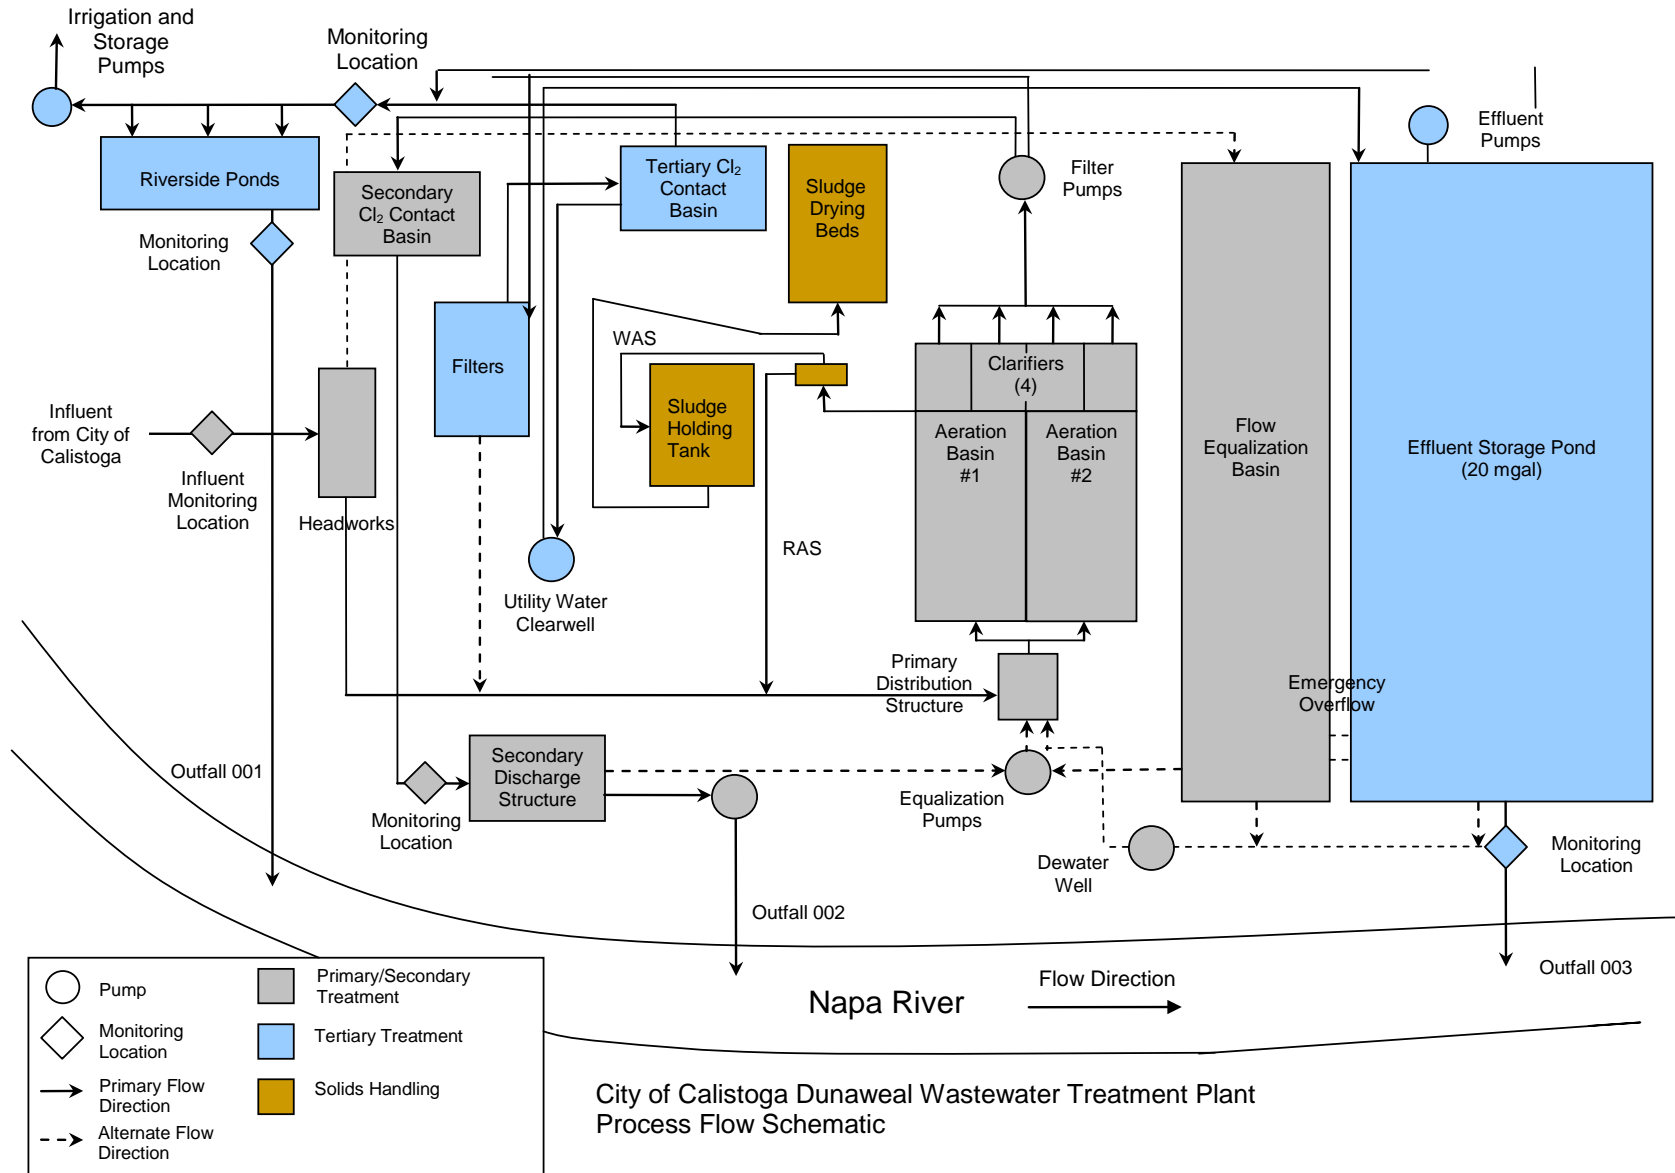 Irrigation and
Storage
Pumps
Monitoring
Location
Effluent
Pumps
Riverside Ponds
Secondary
Cl₂ Contact
Basin
Tertiary Cl₂
Contact
Basin
Sludge
Drying
Beds
Filter
Pumps
Monitoring
Location
WAS
Filters
Clarifiers
(4)
Influent
from City of
Calistoga
Sludge
Holding
Tank
Aeration
Basin
#1
Aeration
Basin
#2
Flow
Equalization
Basin
Effluent Storage Pond
(20 mgal)
Influent
Monitoring
Location
Headworks
RAS
Utility Water
Clearwell
Primary
Distribution
Structure
Emergency
Overflow
Outfall 001
Secondary
Discharge
Structure
Monitoring
Location
Equalization
Pumps
Dewater
Well
Monitoring
Location
Outfall 002
Outfall 003
Napa River
Flow Direction
Pump
Primary/Secondary
Treatment
Monitoring
Location
Tertiary Treatment
Primary Flow
Direction
Solids Handling
Alternate Flow
Direction
City of Calistoga Dunaweal Wastewater Treatment Plant
Process Flow Schematic